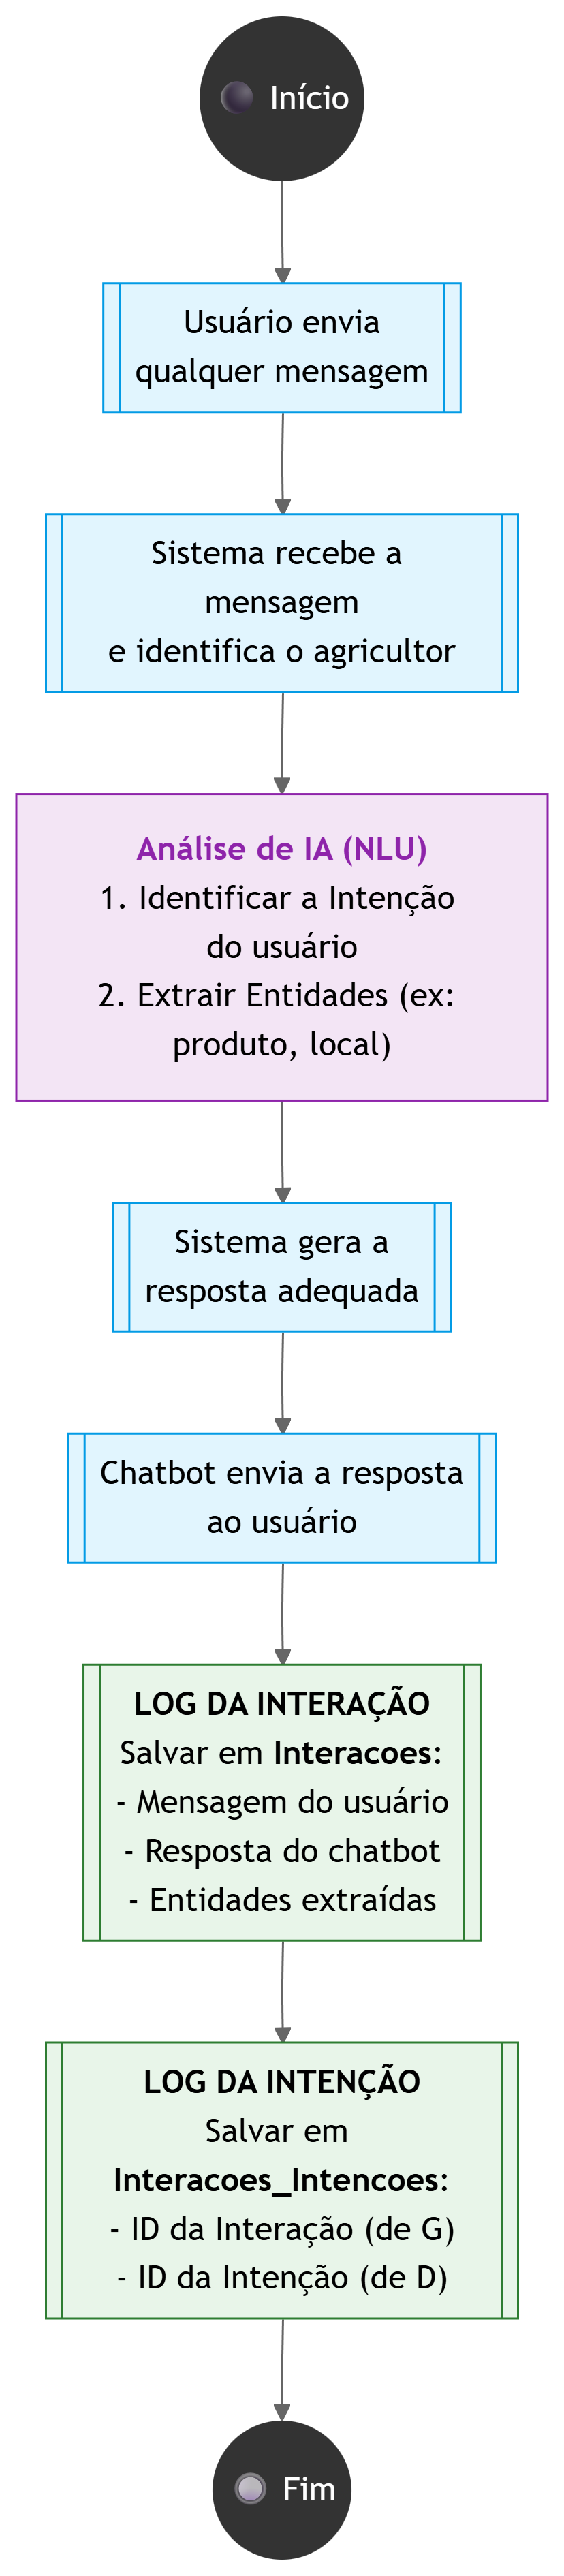 Início
Usuário envia
qualquer mensagem
Sistema recebe a
mensagem
e identifica o agricultor
Análise de IA (NLU)
1. Identificar a Intenção
do usuário
2. Extrair Entidades (ex:
produto, local)
Sistema gera a
resposta adequada
Chatbot envia a resposta
ao usuário
LOG DA INTERAÇÃO
Salvar em Interacoes:
- Mensagem do usuário
- Resposta do chatbot
- Entidades extraídas
LOG DA INTENÇÃO
Salvar em
Interacoes_Intencoes:
- ID da Interação (de G)
- ID da Intenção (de D)
Fim